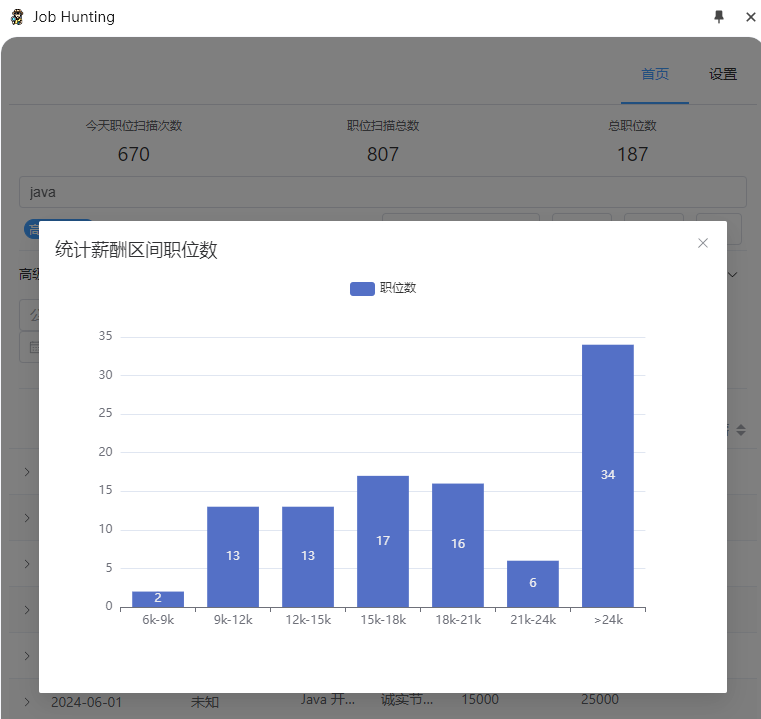 Job Hunting
首页 设置
今天职位扫描次数 职位扫描总数 总职位数
670 807 187
java
高
统计薪酬区间职位数
高级
职位数
公
35
30
25
20
15
10
5
0
2 13 13 17 16 6 34
6k-9k 9k-12k 12k-15k 15k-18k 18k-21k 21k-24k >24k
2024-06-01 未知 Java 开... 诚实节... 15000 25000